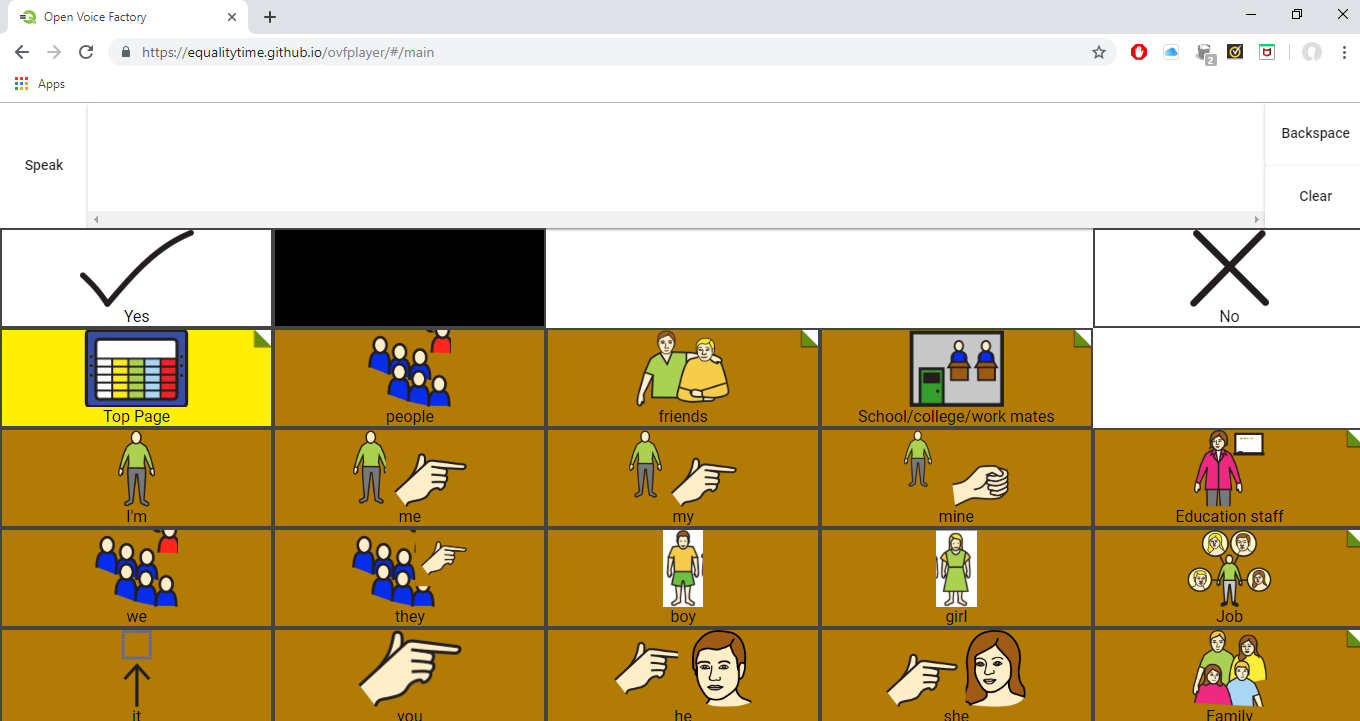 Open Voice Factory
https://equalitytime.github.io/ovfplayer/#/main
2
Apps
Speak
Backspace
Clear
Yes
No
Top Page
people
friends
School/college/work mates
I'm
me
my
mine
Education staff
we
they
boy
girl
Job
it
you
he
she
Family